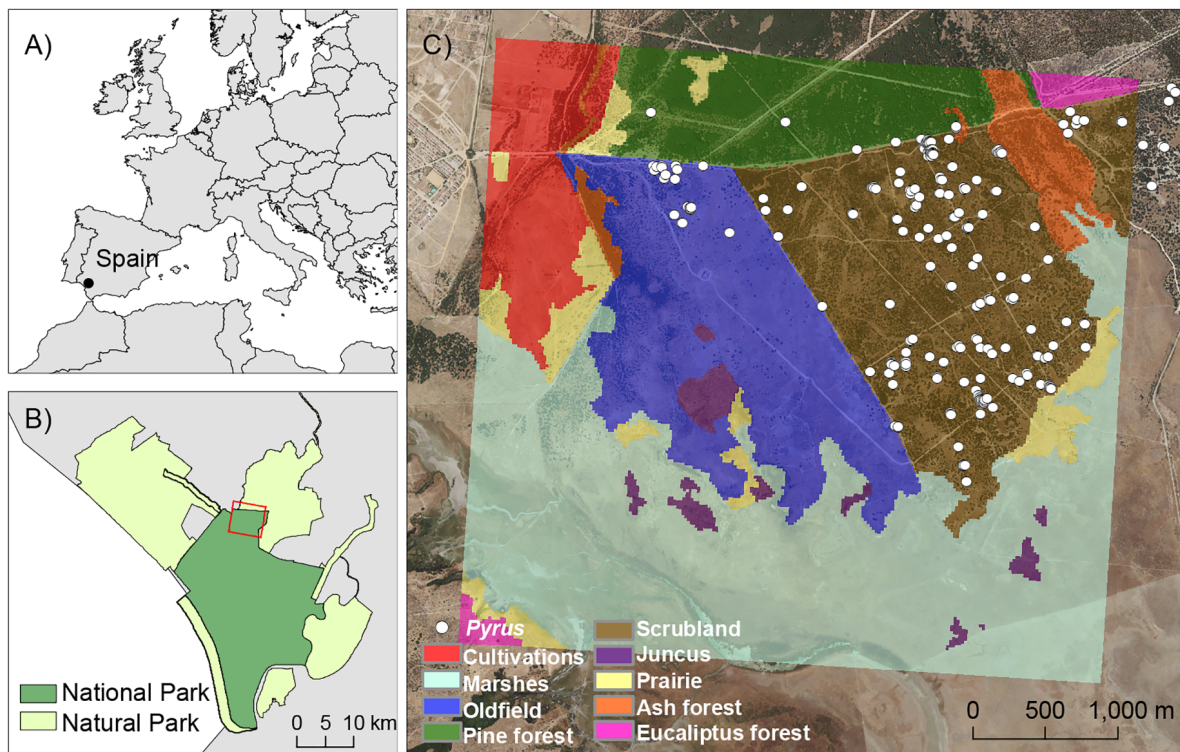 A)
Spain
B)
National Park
Natural Park
0 5 10 km
C)
Pyrus
Cultivations
Marshes
Oldfield
Pine forest
Scrubland
Juncus
Prairie
Ash forest
Eucaliptus forest
0 500 1,000 m